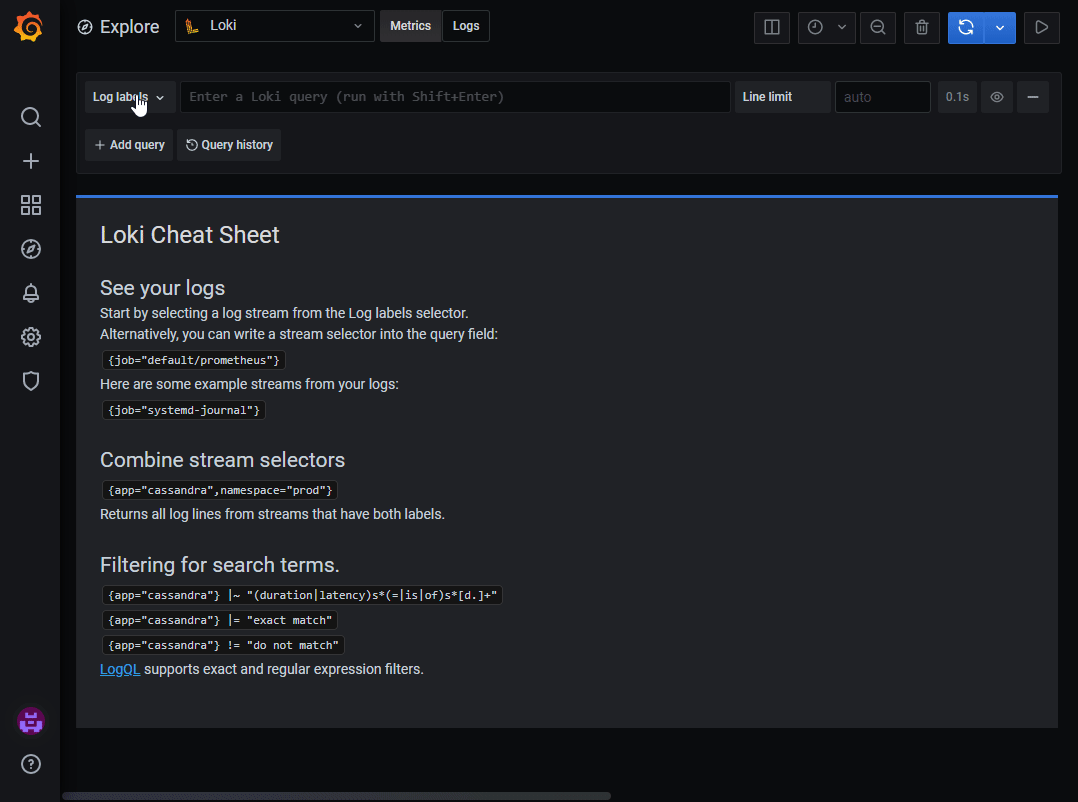 Explore
Loki
Metrics
Logs
Log labels
Enter a Loki query (run with Shift+Enter)
Line limit
auto
0.1s
+ Add query
Query history
Loki Cheat Sheet
See your logs
Start by selecting a log stream from the Log labels selector.
Alternatively, you can write a stream selector into the query field:
{job="default/prometheus"}
Here are some example streams from your logs:
{job="systemd-journal"}
Combine stream selectors
{app="cassandra",namespace="prod"}
Returns all log lines from streams that have both labels.
Filtering for search terms.
{app="cassandra"} |~ "(duration|latency)s*(=|is|of)s*[d.]+"
{app="cassandra"} |= "exact match"
{app="cassandra"} != "do not match"
LogQL supports exact and regular expression filters.